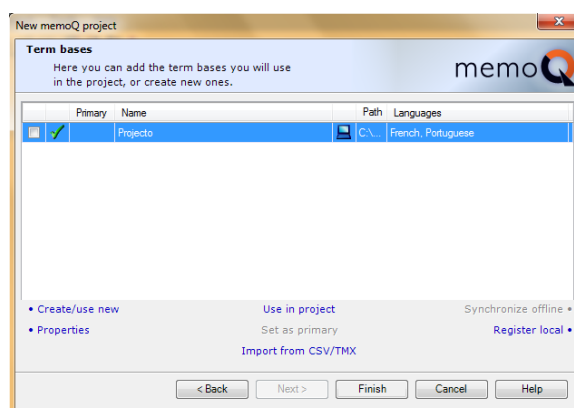 New memoQ project
Term bases
Here you can add the term bases you will use
in the project, or create new ones.
memoQ
Primary Name Path Languages
Projecto C:\... French, Portuguese
• Create/use new Use in project Synchronize offline •
• Properties Set as primary Register local •
Import from CSV/TMX
< Back Next > Finish Cancel Help